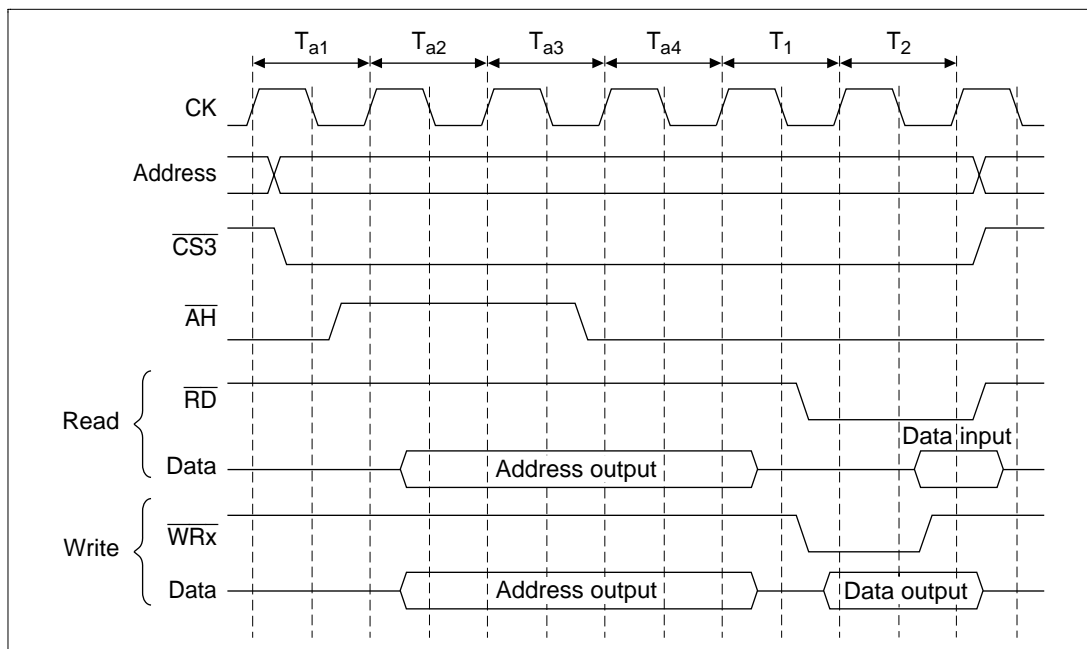 Ta1 Ta2 Ta3 Ta4 T1 T2
CK
Address
CS3
AH
Read
RD
Data input
Data
Address output
Write
WRx
Data
Address output
Data output